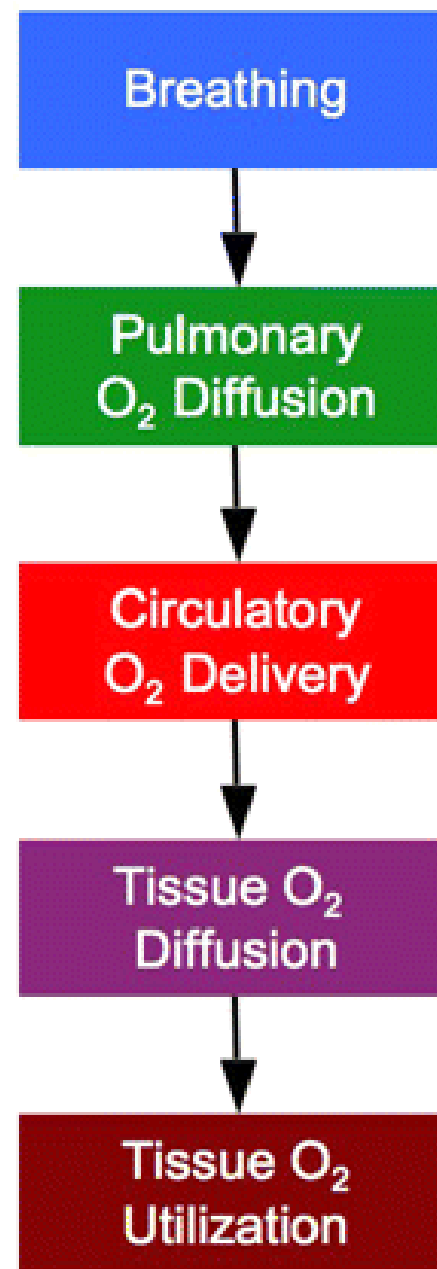 Breathing
Pulmonary
O₂ Diffusion
Circulatory
O₂ Delivery
Tissue O₂
Diffusion
Tissue O₂
Utilization